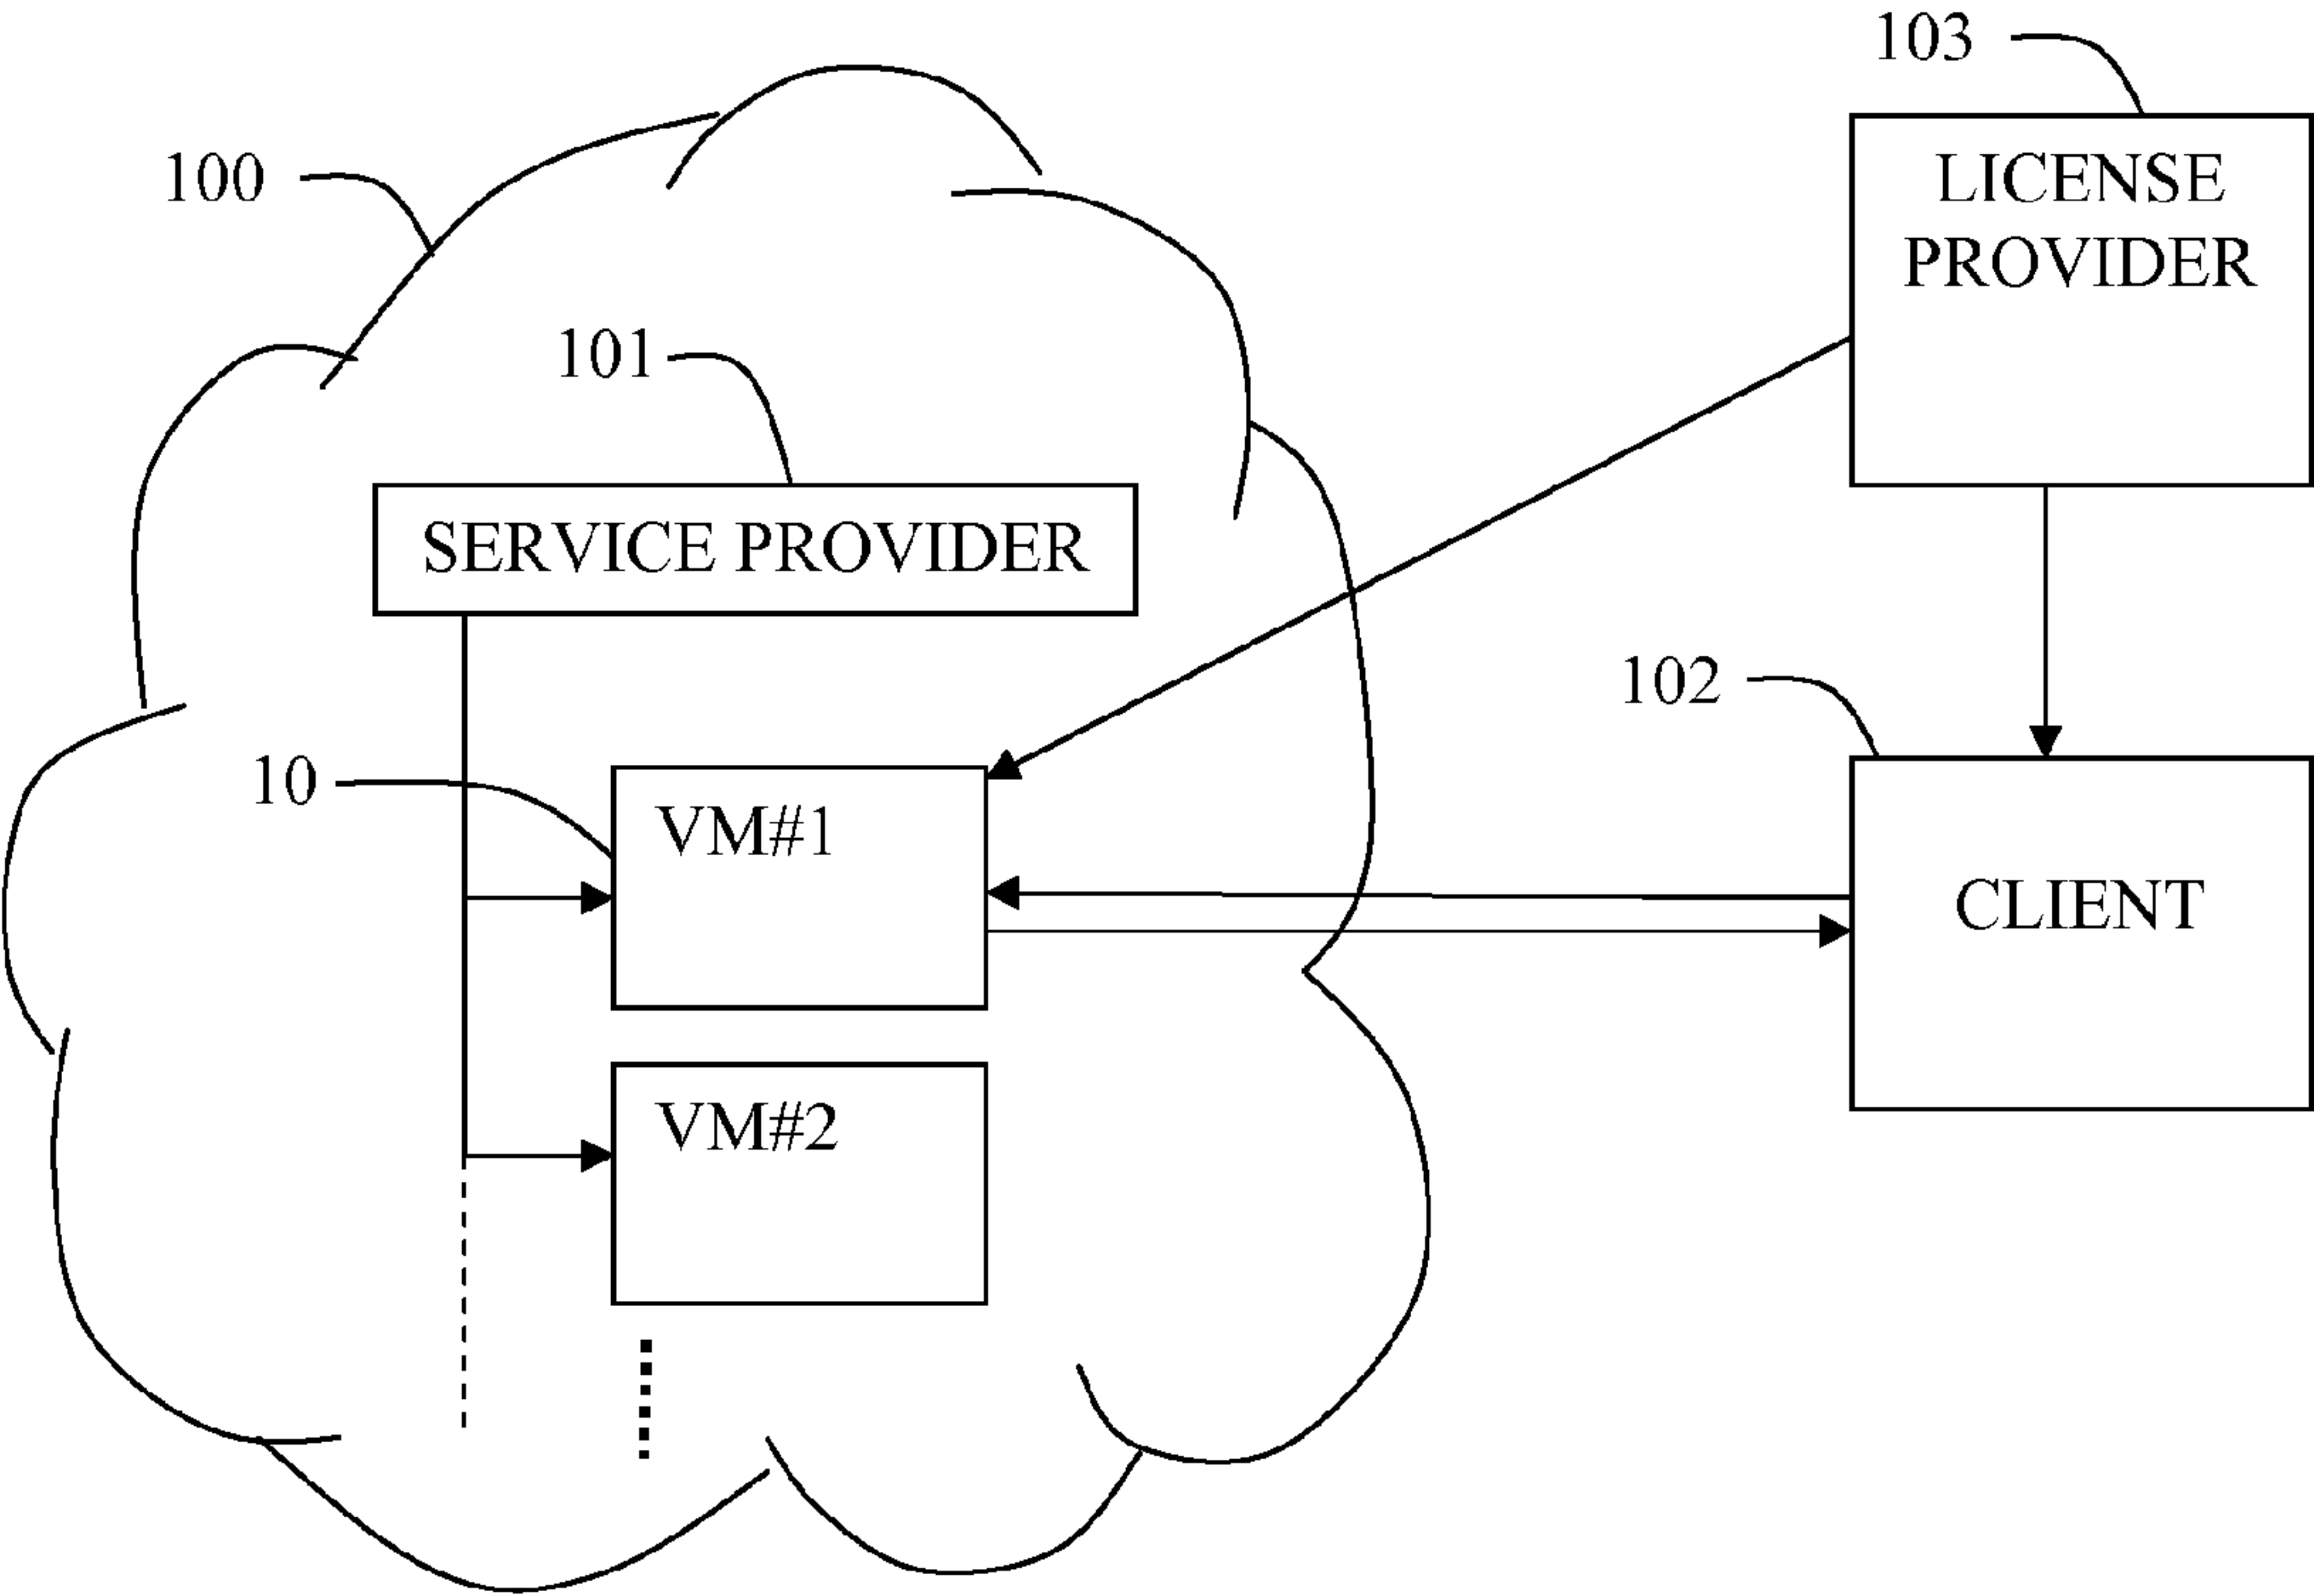 103
LICENSE
PROVIDER
100
101
SERVICE PROVIDER
102
10
VM#1
CLIENT
VM#2